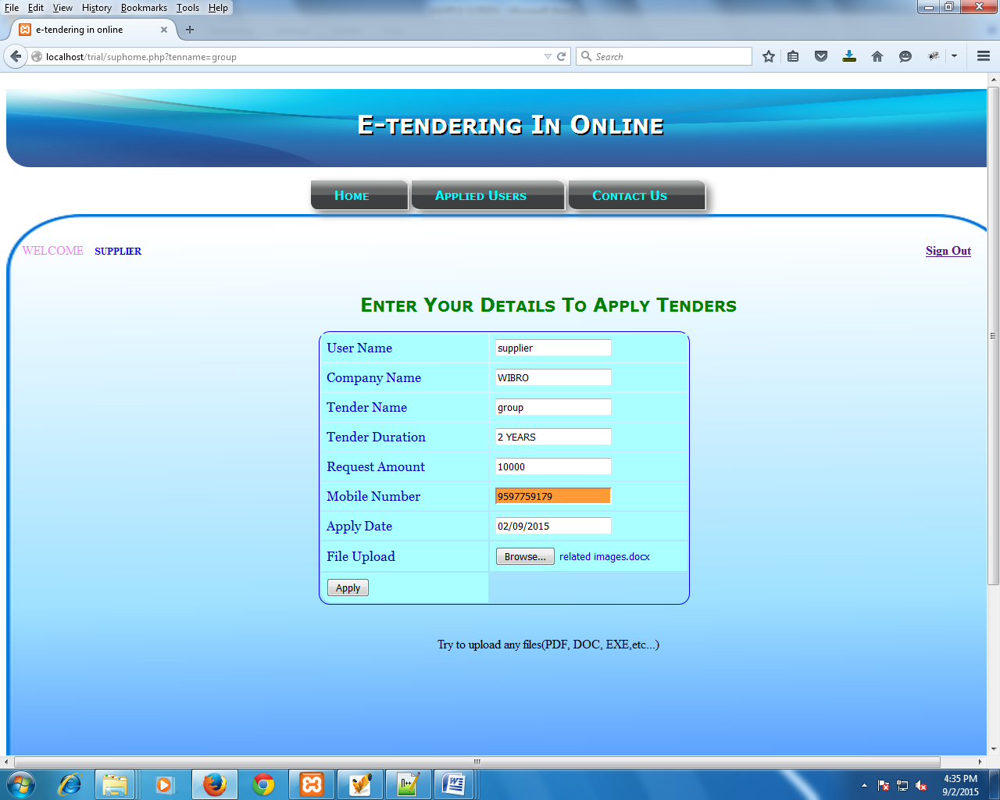 File Edit View History Bookmarks Tools Help
e-tendering in online
localhost/trial/suphome.php?tenname=group
Search
E-tendering In Online
Home Applied Users Contact Us
WELCOME SUPPLIER Sign Out
Enter Your Details To Apply Tenders
User Name supplier
Company Name WIBRO
Tender Name group
Tender Duration 2 YEARS
Request Amount 10000
Mobile Number 9597759179
Apply Date 02/09/2015
File Upload Browse... related images.docx
Apply
Try to upload any files(PDF, DOC, EXE,etc...)
4:35 PM
9/2/2015